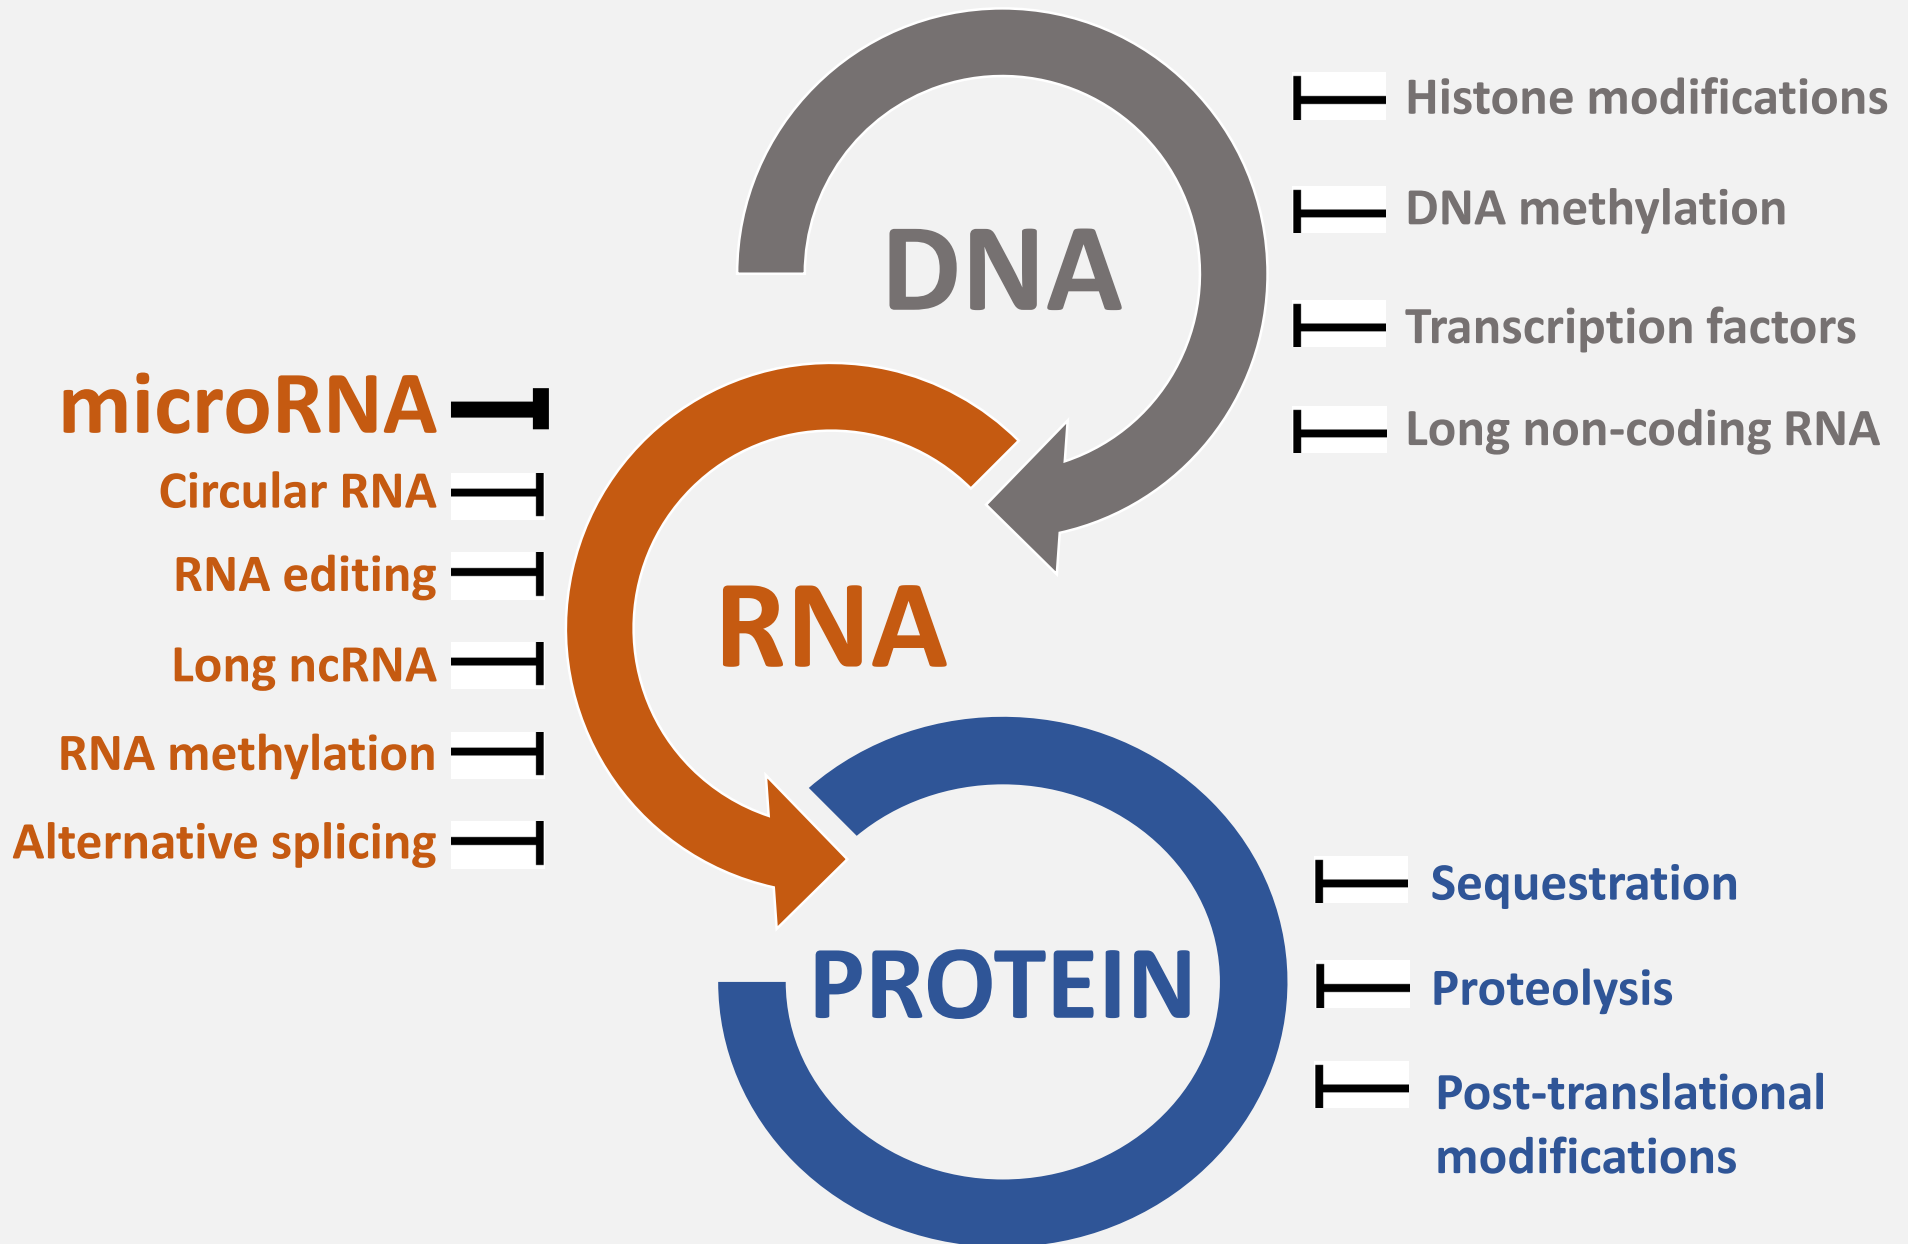 DNA
Histone modifications
DNA methylation
Transcription factors
Long non-coding RNA
microRNA
Circular RNA
RNA editing
Long ncRNA
RNA methylation
Alternative splicing
RNA
PROTEIN
Sequestration
Proteolysis
Post-translational
modifications